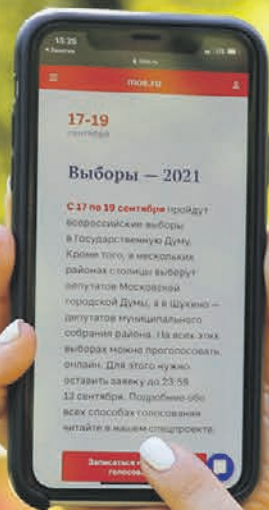 15:25
mos.ru
17-19
сентября
Выборы — 2021
С 17 по 19 сентября пройдут
всероссийские выборы
в Государственную Думу.
Кроме того, в нескольких
районах столицы выберут
депутатов Московской
городской Думы, а в Щукино —
депутатов муниципального
собрания района. На всех этих
выборах можно проголосовать
онлайн. Для этого нужно
оставить заявку до 23:59
13 сентября. Подробнее обо
всех способах голосования
читайте в нашем спецпроекте.
Записаться